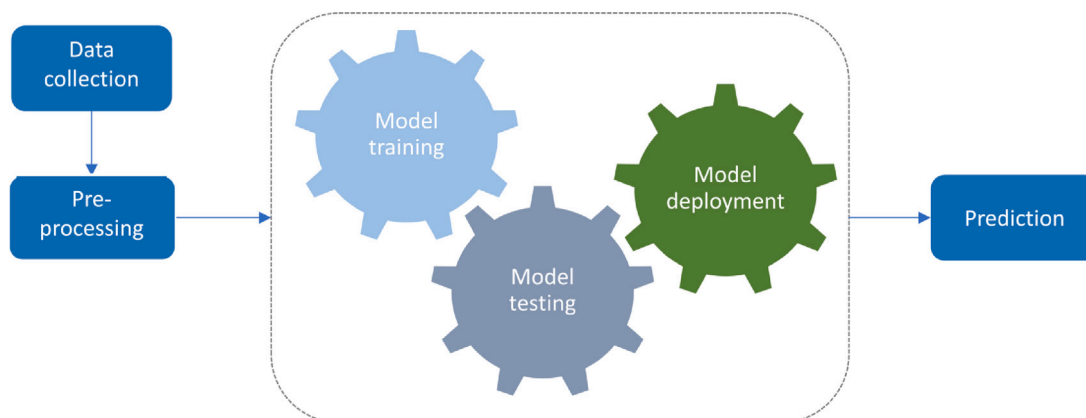 Data
collection
Pre-
processing
Model
training
Model
testing
Model
deployment
Prediction